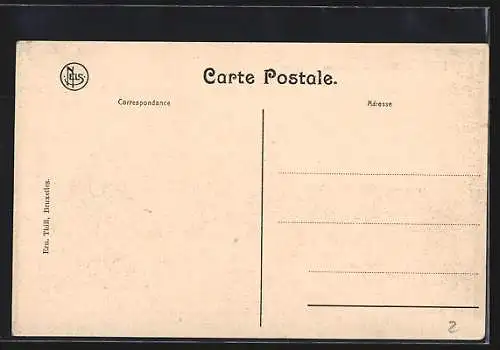 Nels
Carte Postale.
Correspondance
Adresse
Ern. Thill, Bruxelles.
2